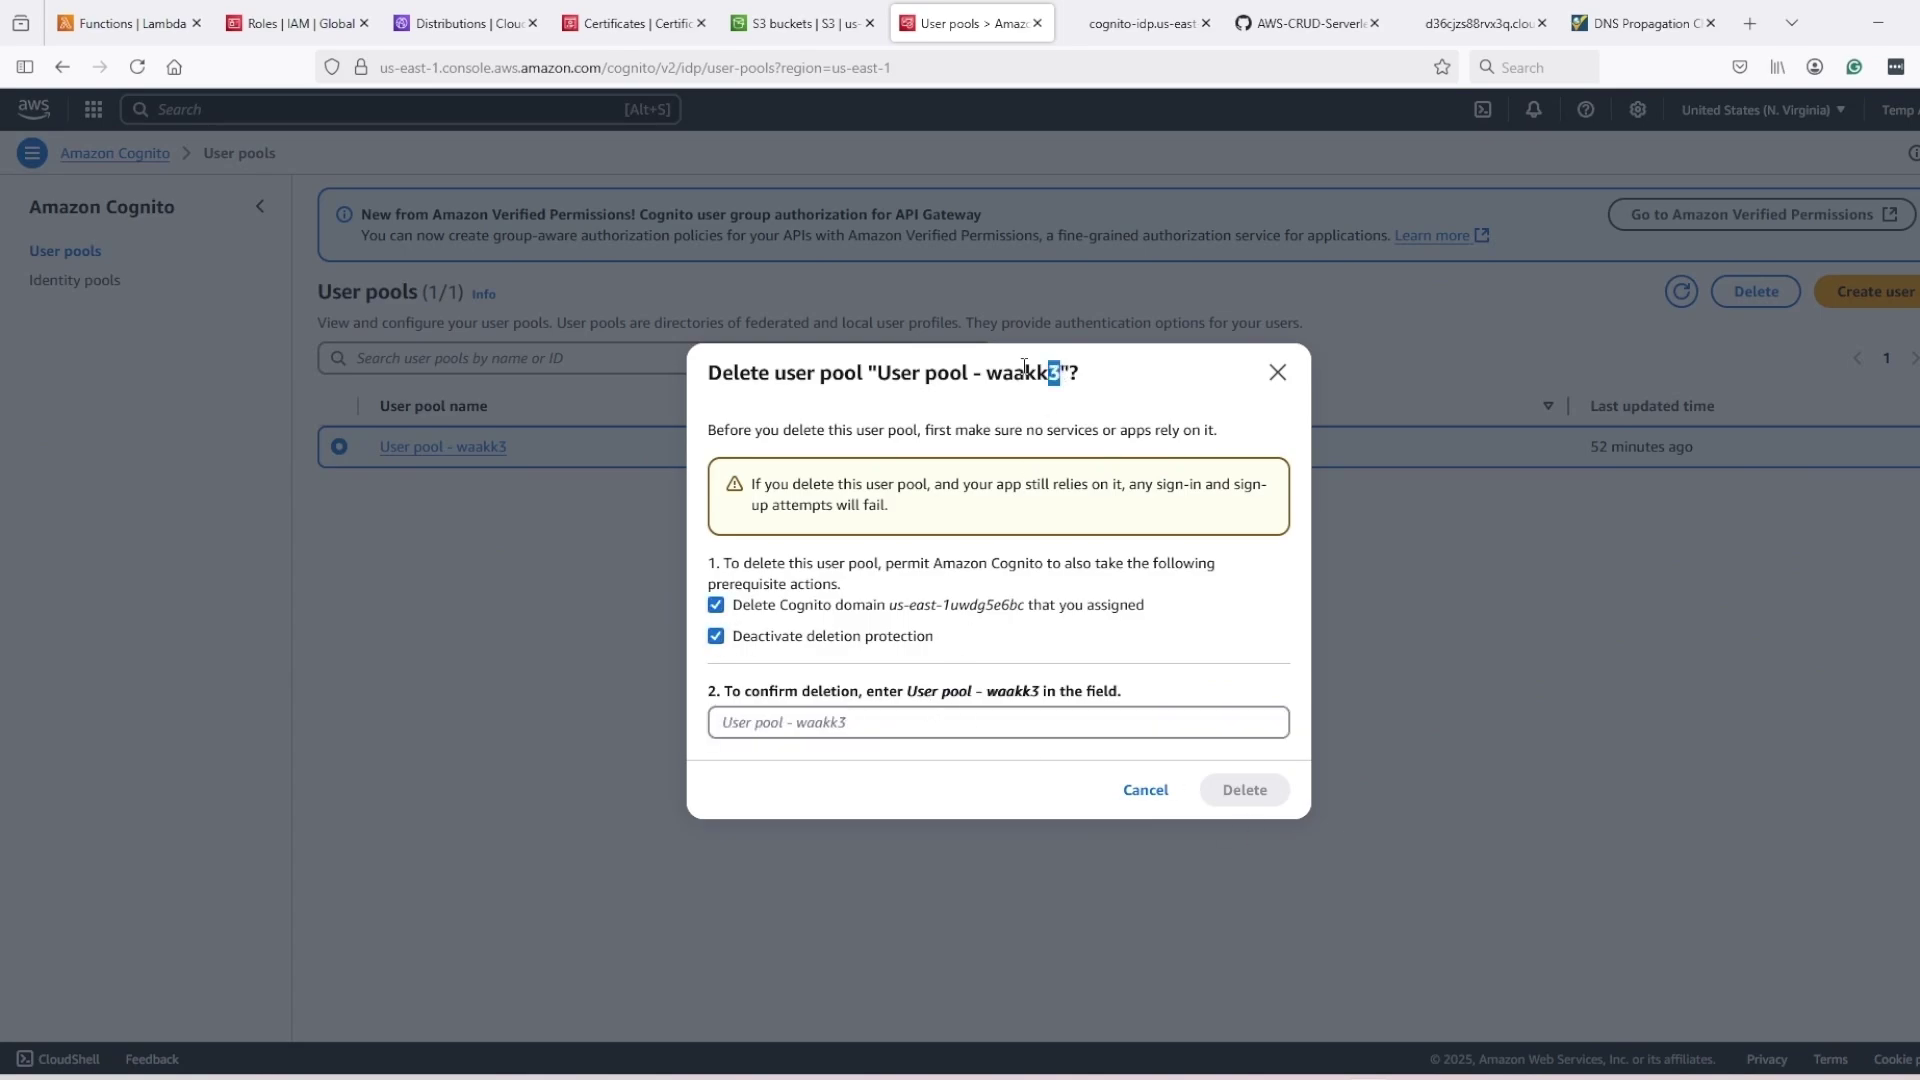 Functions | Lambda
Roles | IAM | Global
Distributions | Clou
Certificates | Certific
S3 buckets | S3 | us-
User pools > Amaz
cognito-idp.us-east
AWS-CRUD-Serverle
d36cjzs88rvx3q.clou
DNS Propagation C
us-east-1.console.aws.amazon.com/cognito/v2/idp/user-pools?region=us-east-1
Search
aws
Search
[Alt+S]
United States (N. Virginia)
Temp
Amazon Cognito > User pools
Amazon Cognito
User pools
Identity pools
New from Amazon Verified Permissions! Cognito user group authorization for API Gateway
You can now create group-aware authorization policies for your APIs with Amazon Verified Permissions, a fine-grained authorization service for applications. Learn more
Go to Amazon Verified Permissions
User pools (1/1) Info
Delete
Create user
View and configure your user pools. User pools are directories of federated and local user profiles. They provide authentication options for your users.
Search user pools by name or ID
1
User pool name
Last updated time
User pool - waakk3
52 minutes ago
Delete user pool "User pool - waakk3"?
Before you delete this user pool, first make sure no services or apps rely on it.
If you delete this user pool, and your app still relies on it, any sign-in and sign-
up attempts will fail.
1. To delete this user pool, permit Amazon Cognito to also take the following
prerequisite actions.
Delete Cognito domain us-east-1uwdg5e6bc that you assigned
Deactivate deletion protection
2. To confirm deletion, enter User pool - waakk3 in the field.
User pool - waakk3
Cancel
Delete
CloudShell
Feedback
© 2025, Amazon Web Services, Inc. or its affiliates.
Privacy
Terms
Cookie p